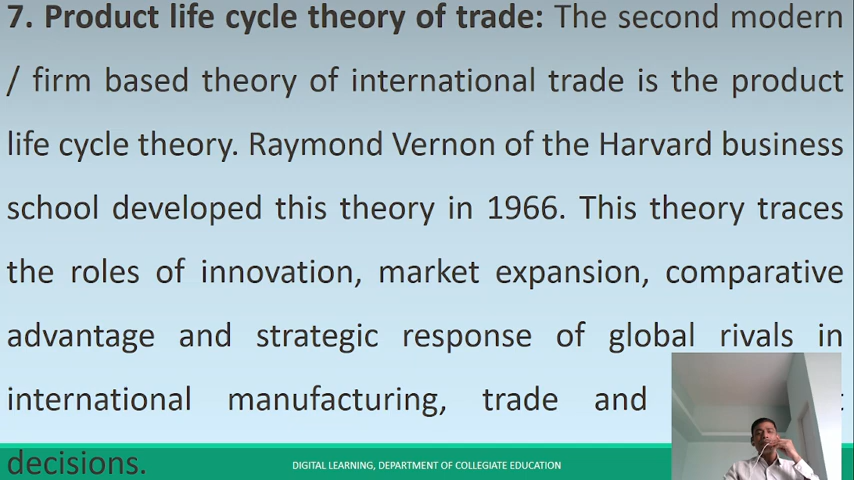 7. Product life cycle theory of trade: The second modern
/ firm based theory of international trade is the product
life cycle theory. Raymond Vernon of the Harvard business
school developed this theory in 1966. This theory traces
the roles of innovation, market expansion, comparative
advantage and strategic response of global rivals in
international manufacturing, trade and
decisions.
DIGITAL LEARNING, DEPARTMENT OF COLLEGIATE EDUCATION